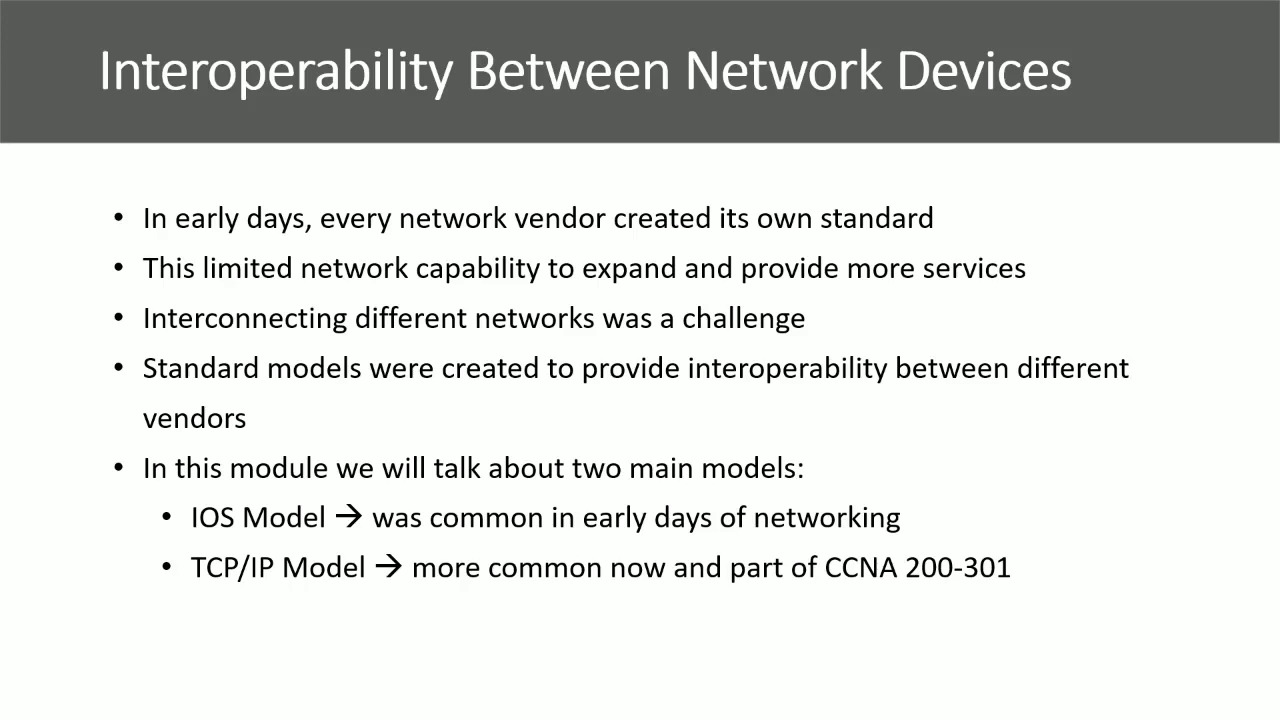 Interoperability Between Network Devices
• In early days, every network vendor created its own standard
• This limited network capability to expand and provide more services
• Interconnecting different networks was a challenge
• Standard models were created to provide interoperability between different
vendors
• In this module we will talk about two main models:
• IOS Model → was common in early days of networking
• TCP/IP Model → more common now and part of CCNA 200-301